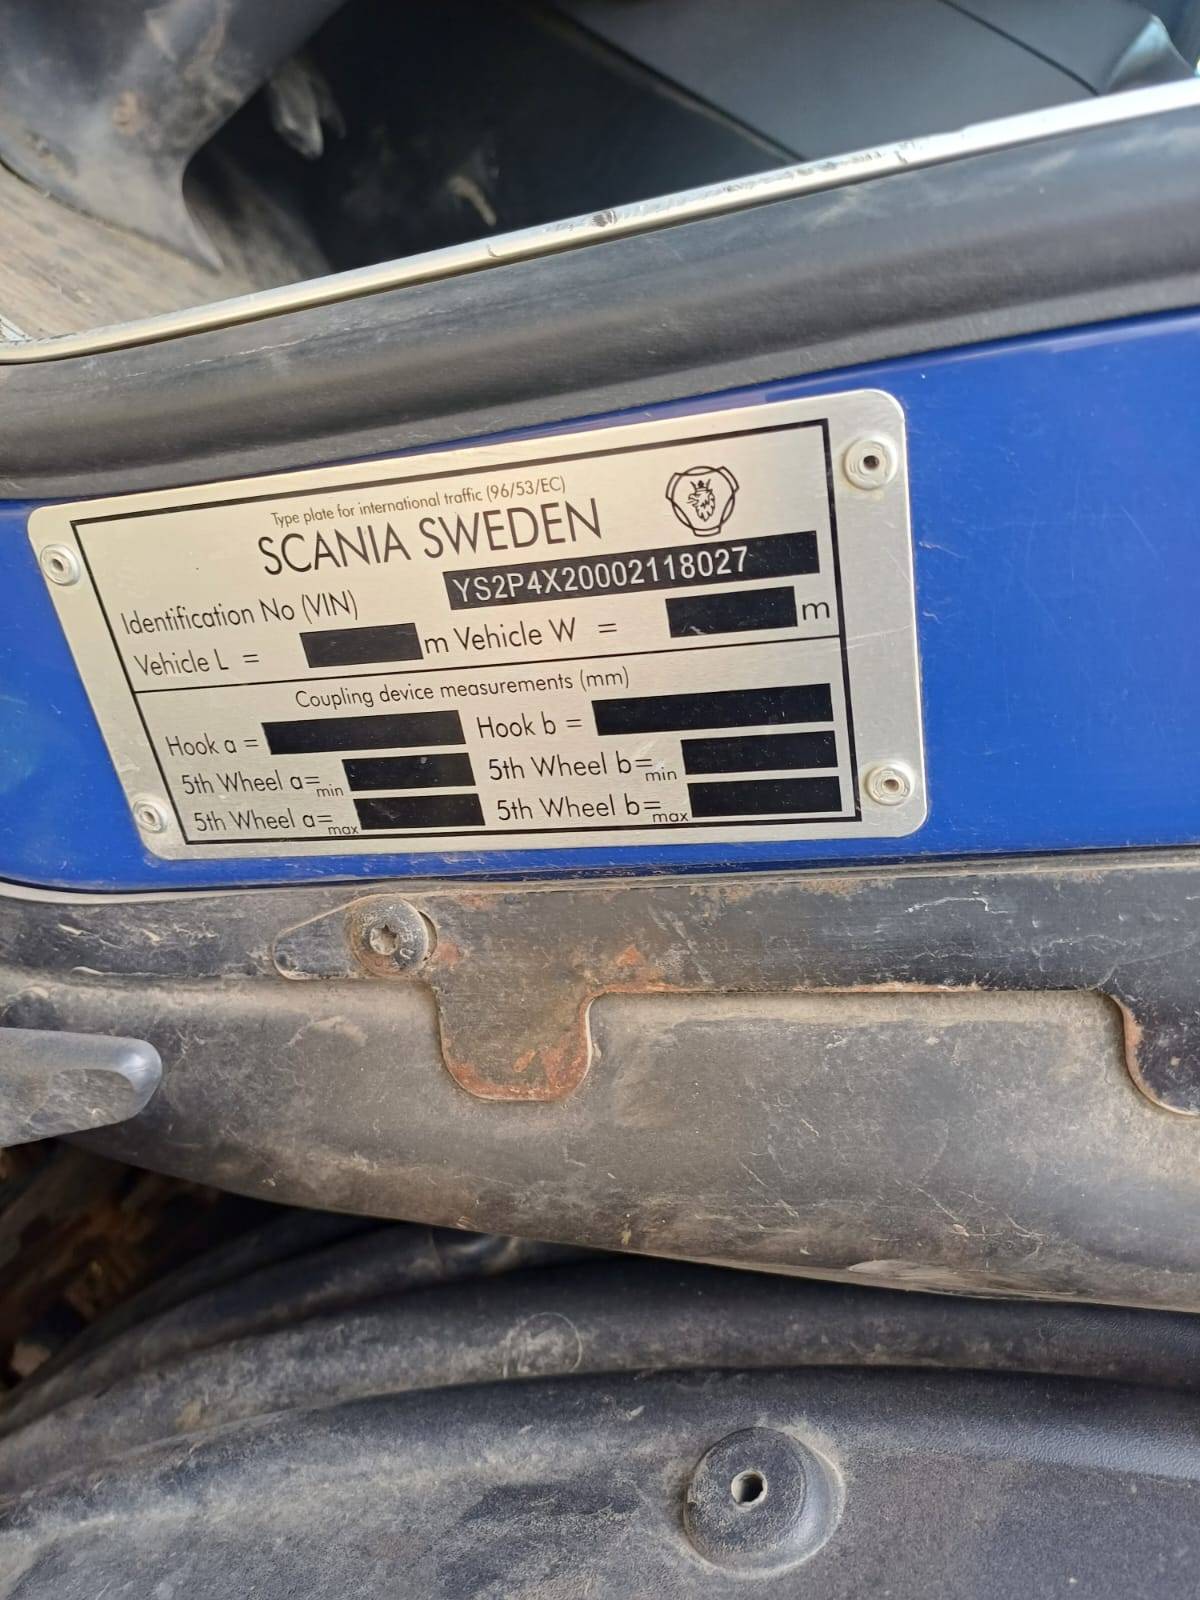 Type plate for international traffic (96/53/EC)
SCANIA SWEDEN
Identification No (VIN) YS2P4X20002118027
Vehicle L = m Vehicle W = m
Coupling device measurements (mm)
Hook a = Hook b =
5th Wheel a=min 5th Wheel b=min
5th Wheel a=max 5th Wheel b=max